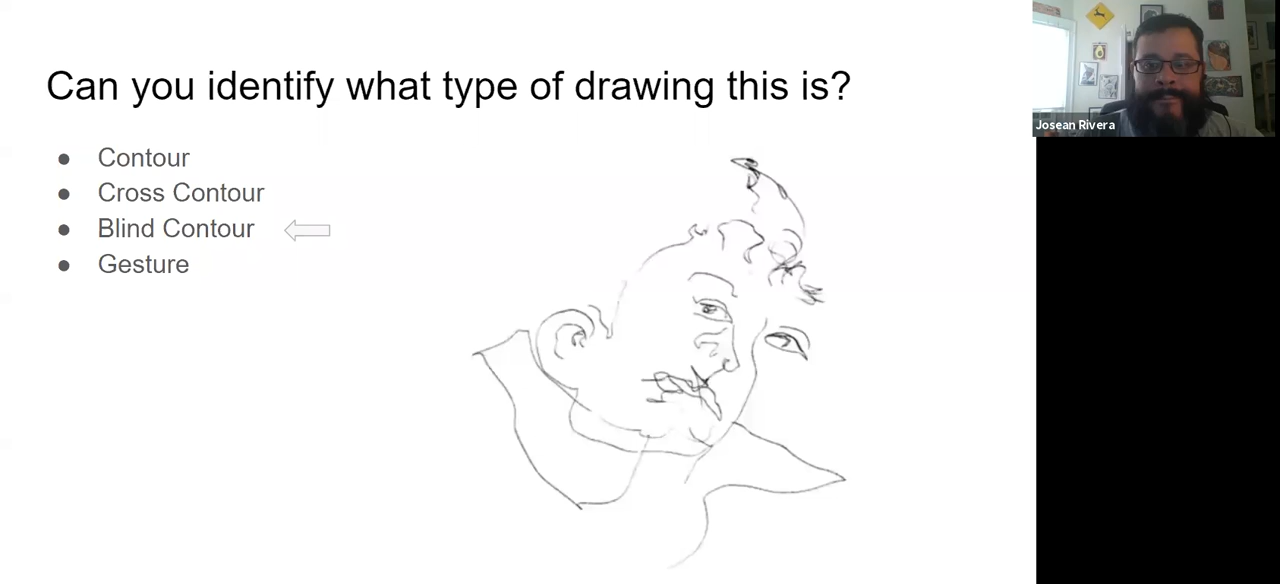 Can you identify what type of drawing this is?
Contour
Cross Contour
Blind Contour
Gesture
Josean Rivera